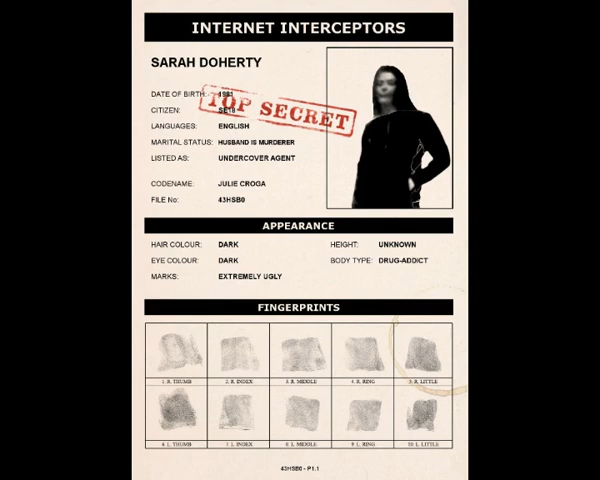 INTERNET INTERCEPTORS
SARAH DOHERTY
DATE OF BIRTH: 1981
CITIZEN: SE18
TOP SECRET
LANGUAGES: ENGLISH
MARITAL STATUS: HUSBAND IS MURDERER
LISTED AS: UNDERCOVER AGENT
CODENAME: JULIE CROGA
FILE No: 43HSB0
APPEARANCE
HAIR COLOUR: DARK HEIGHT: UNKNOWN
EYE COLOUR: DARK BODY TYPE: DRUG-ADDICT
MARKS: EXTREMELY UGLY
FINGERPRINTS
1. R. THUMB 2. R. INDEX 3. R. MIDDLE 4. R. RING 5. R. LITTLE
6. L. THUMB 7. L. INDEX 8. L. MIDDLE 9. L. RING 10. L. LITTLE
43HSB0 - P1.1